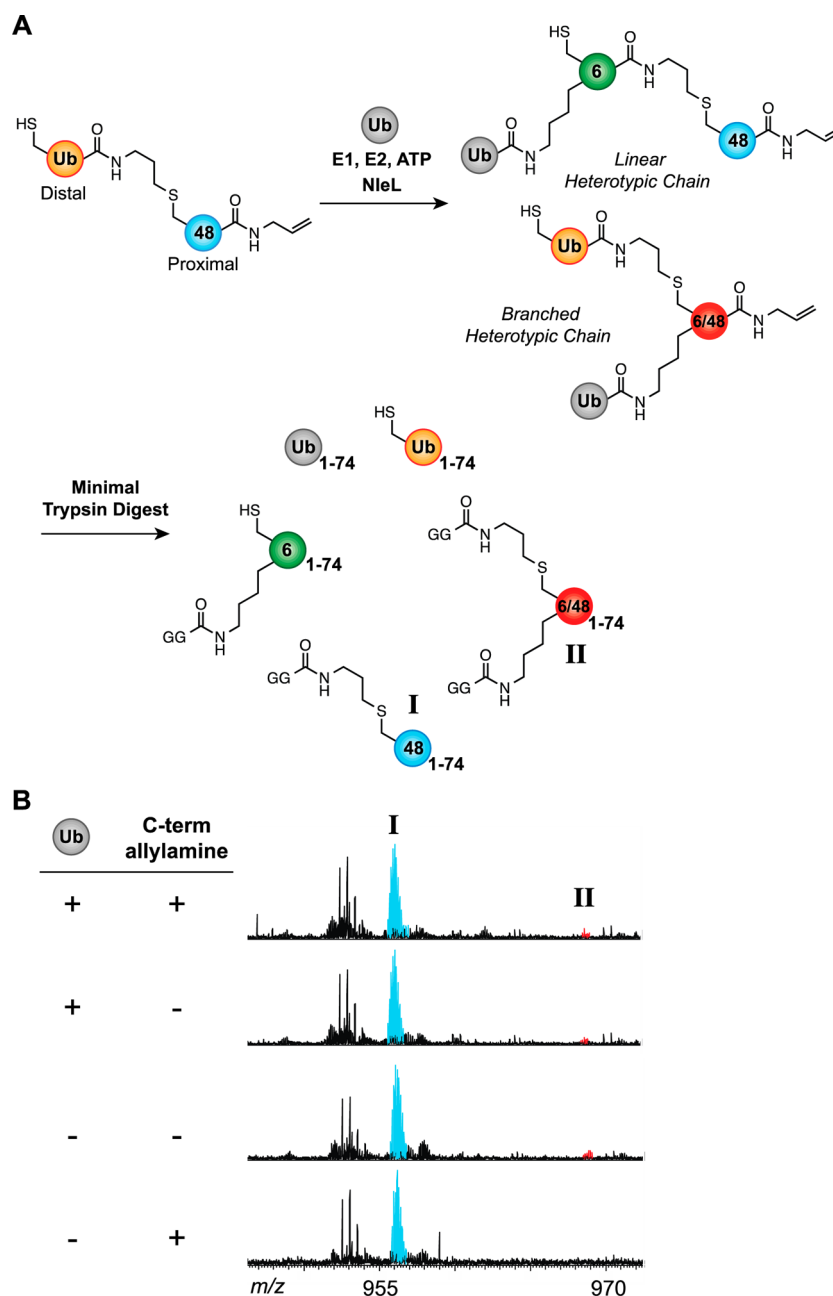 A
HS
Ub
O
N
H
Distal
S
48
O
N
H
Proximal
Ub
E1, E2, ATP
NleL
HS
6
O
N
H
S
48
O
N
H
Ub
O
N
H
Linear
Heterotypic Chain
HS
Ub
O
N
H
S
Branched
Heterotypic Chain
6/48
O
N
H
Ub
O
N
H
Minimal
Trypsin Digest
Ub
1-74
HS
Ub
1-74
HS
6
1-74
GG
O
N
H
GG
O
N
H
S
6/48
1-74
GG
O
N
H
II
GG
O
N
H
S
I
48
1-74
B
Ub
C-term
allylamine
I
II
+ +
+ -
- -
- +
m/z 955 970